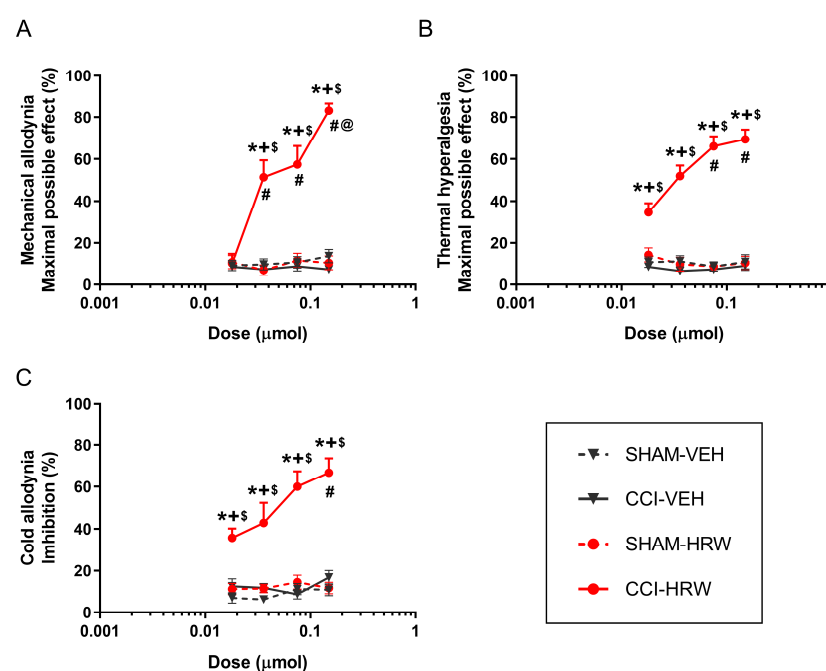 A
Mechanical allodynia
Maximal possible effect (%)
100
80
60
40
20
0
*+$
*+$
*+$
#@
#
#
0.001
0.01
0.1
1
Dose (μmol)
B
Thermal hyperalgesia
Maximal possible effect (%)
100
80
60
40
20
0
*+$
*+$
*+$
*+$
#
#
0.001
0.01
0.1
Dose (μmol)
C
Cold allodynia
Imhibition (%)
100
80
60
40
20
0
*+$
*+$
*+$
*+$
#
0.001
0.01
0.1
1
Dose (μmol)
SHAM-VEH
CCI-VEH
SHAM-HRW
CCI-HRW